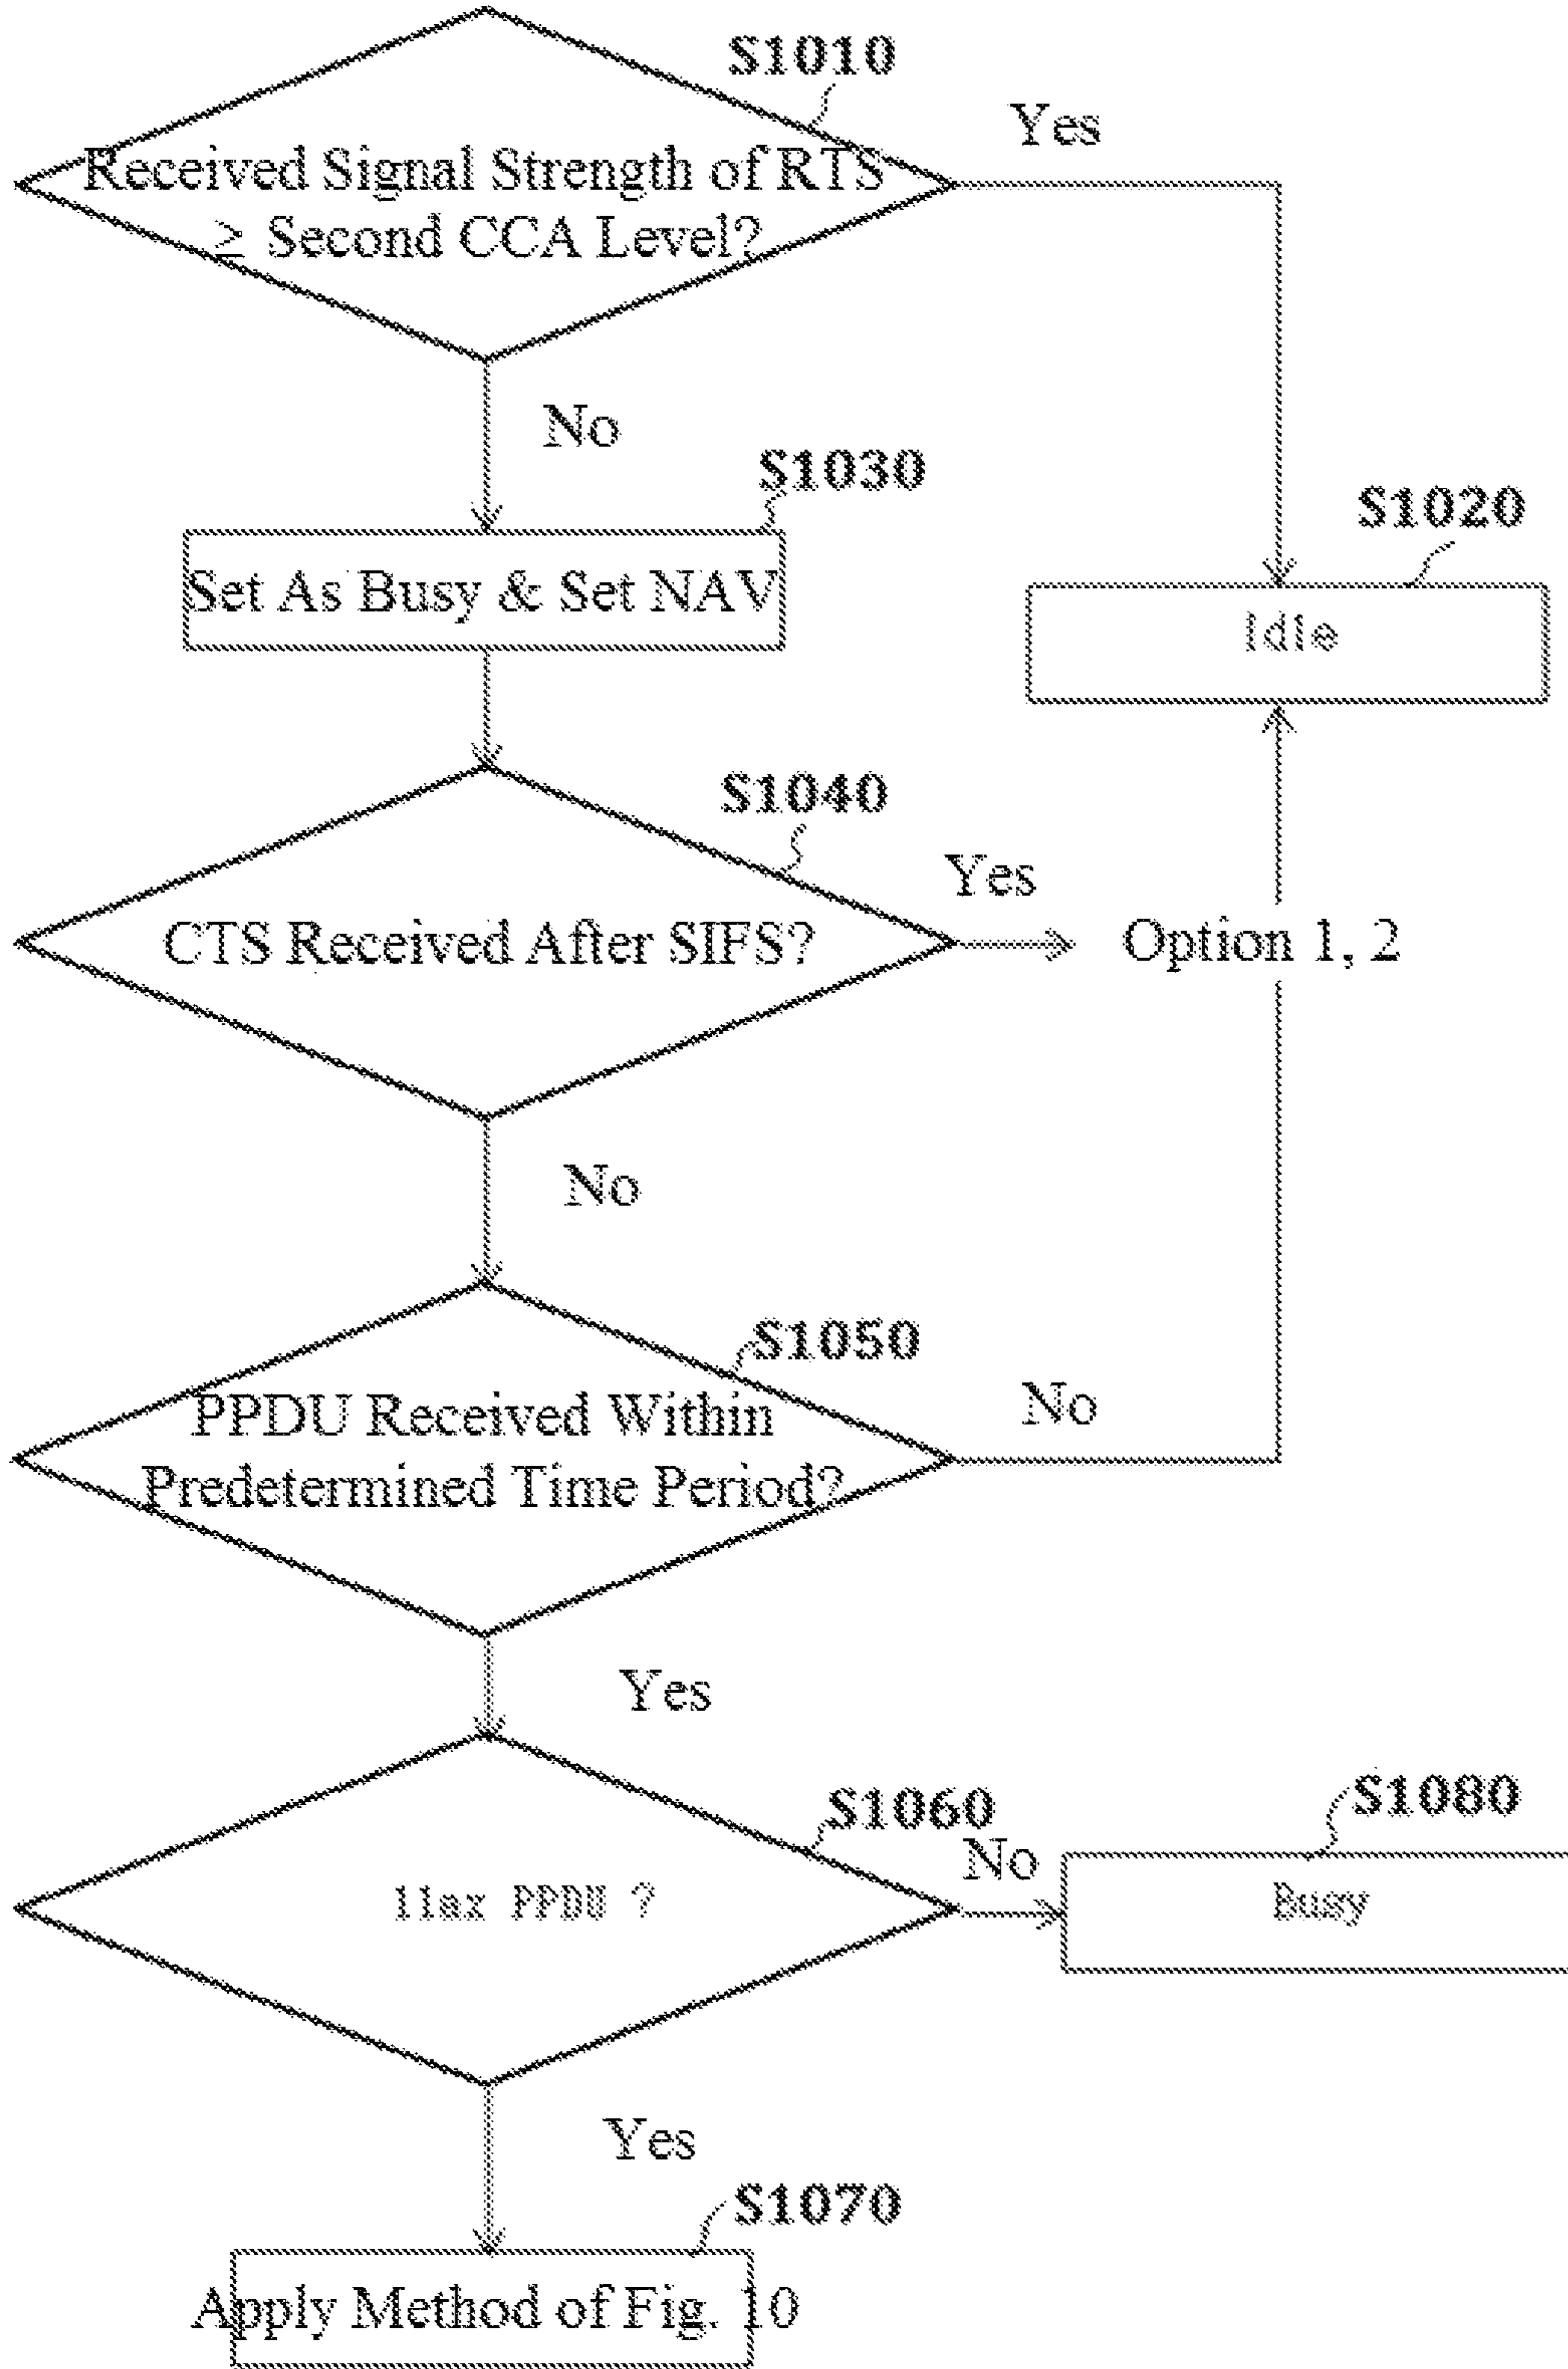 S1010
Yes
Received Signal Strength of RTS
≥ Second CCA Level?
No
S1030
S1020
Set As Busy & Set NAV
Idle
S1040
Yes
CTS Received After SIFS?
Option 1, 2
No
S1050
PPDU Received Within
Predetermined Time Period?
No
Yes
S1060
No
S1080
11ax PPDU ?
Busy
Yes
S1070
Apply Method of Fig. 10